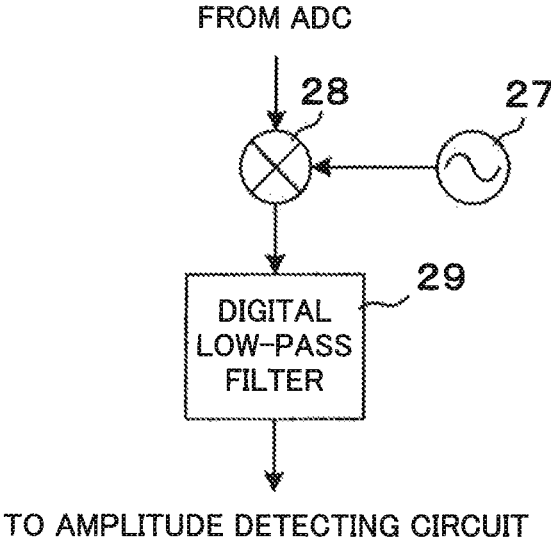 FROM ADC
28
27
29
DIGITAL
LOW-PASS
FILTER
TO AMPLITUDE DETECTING CIRCUIT